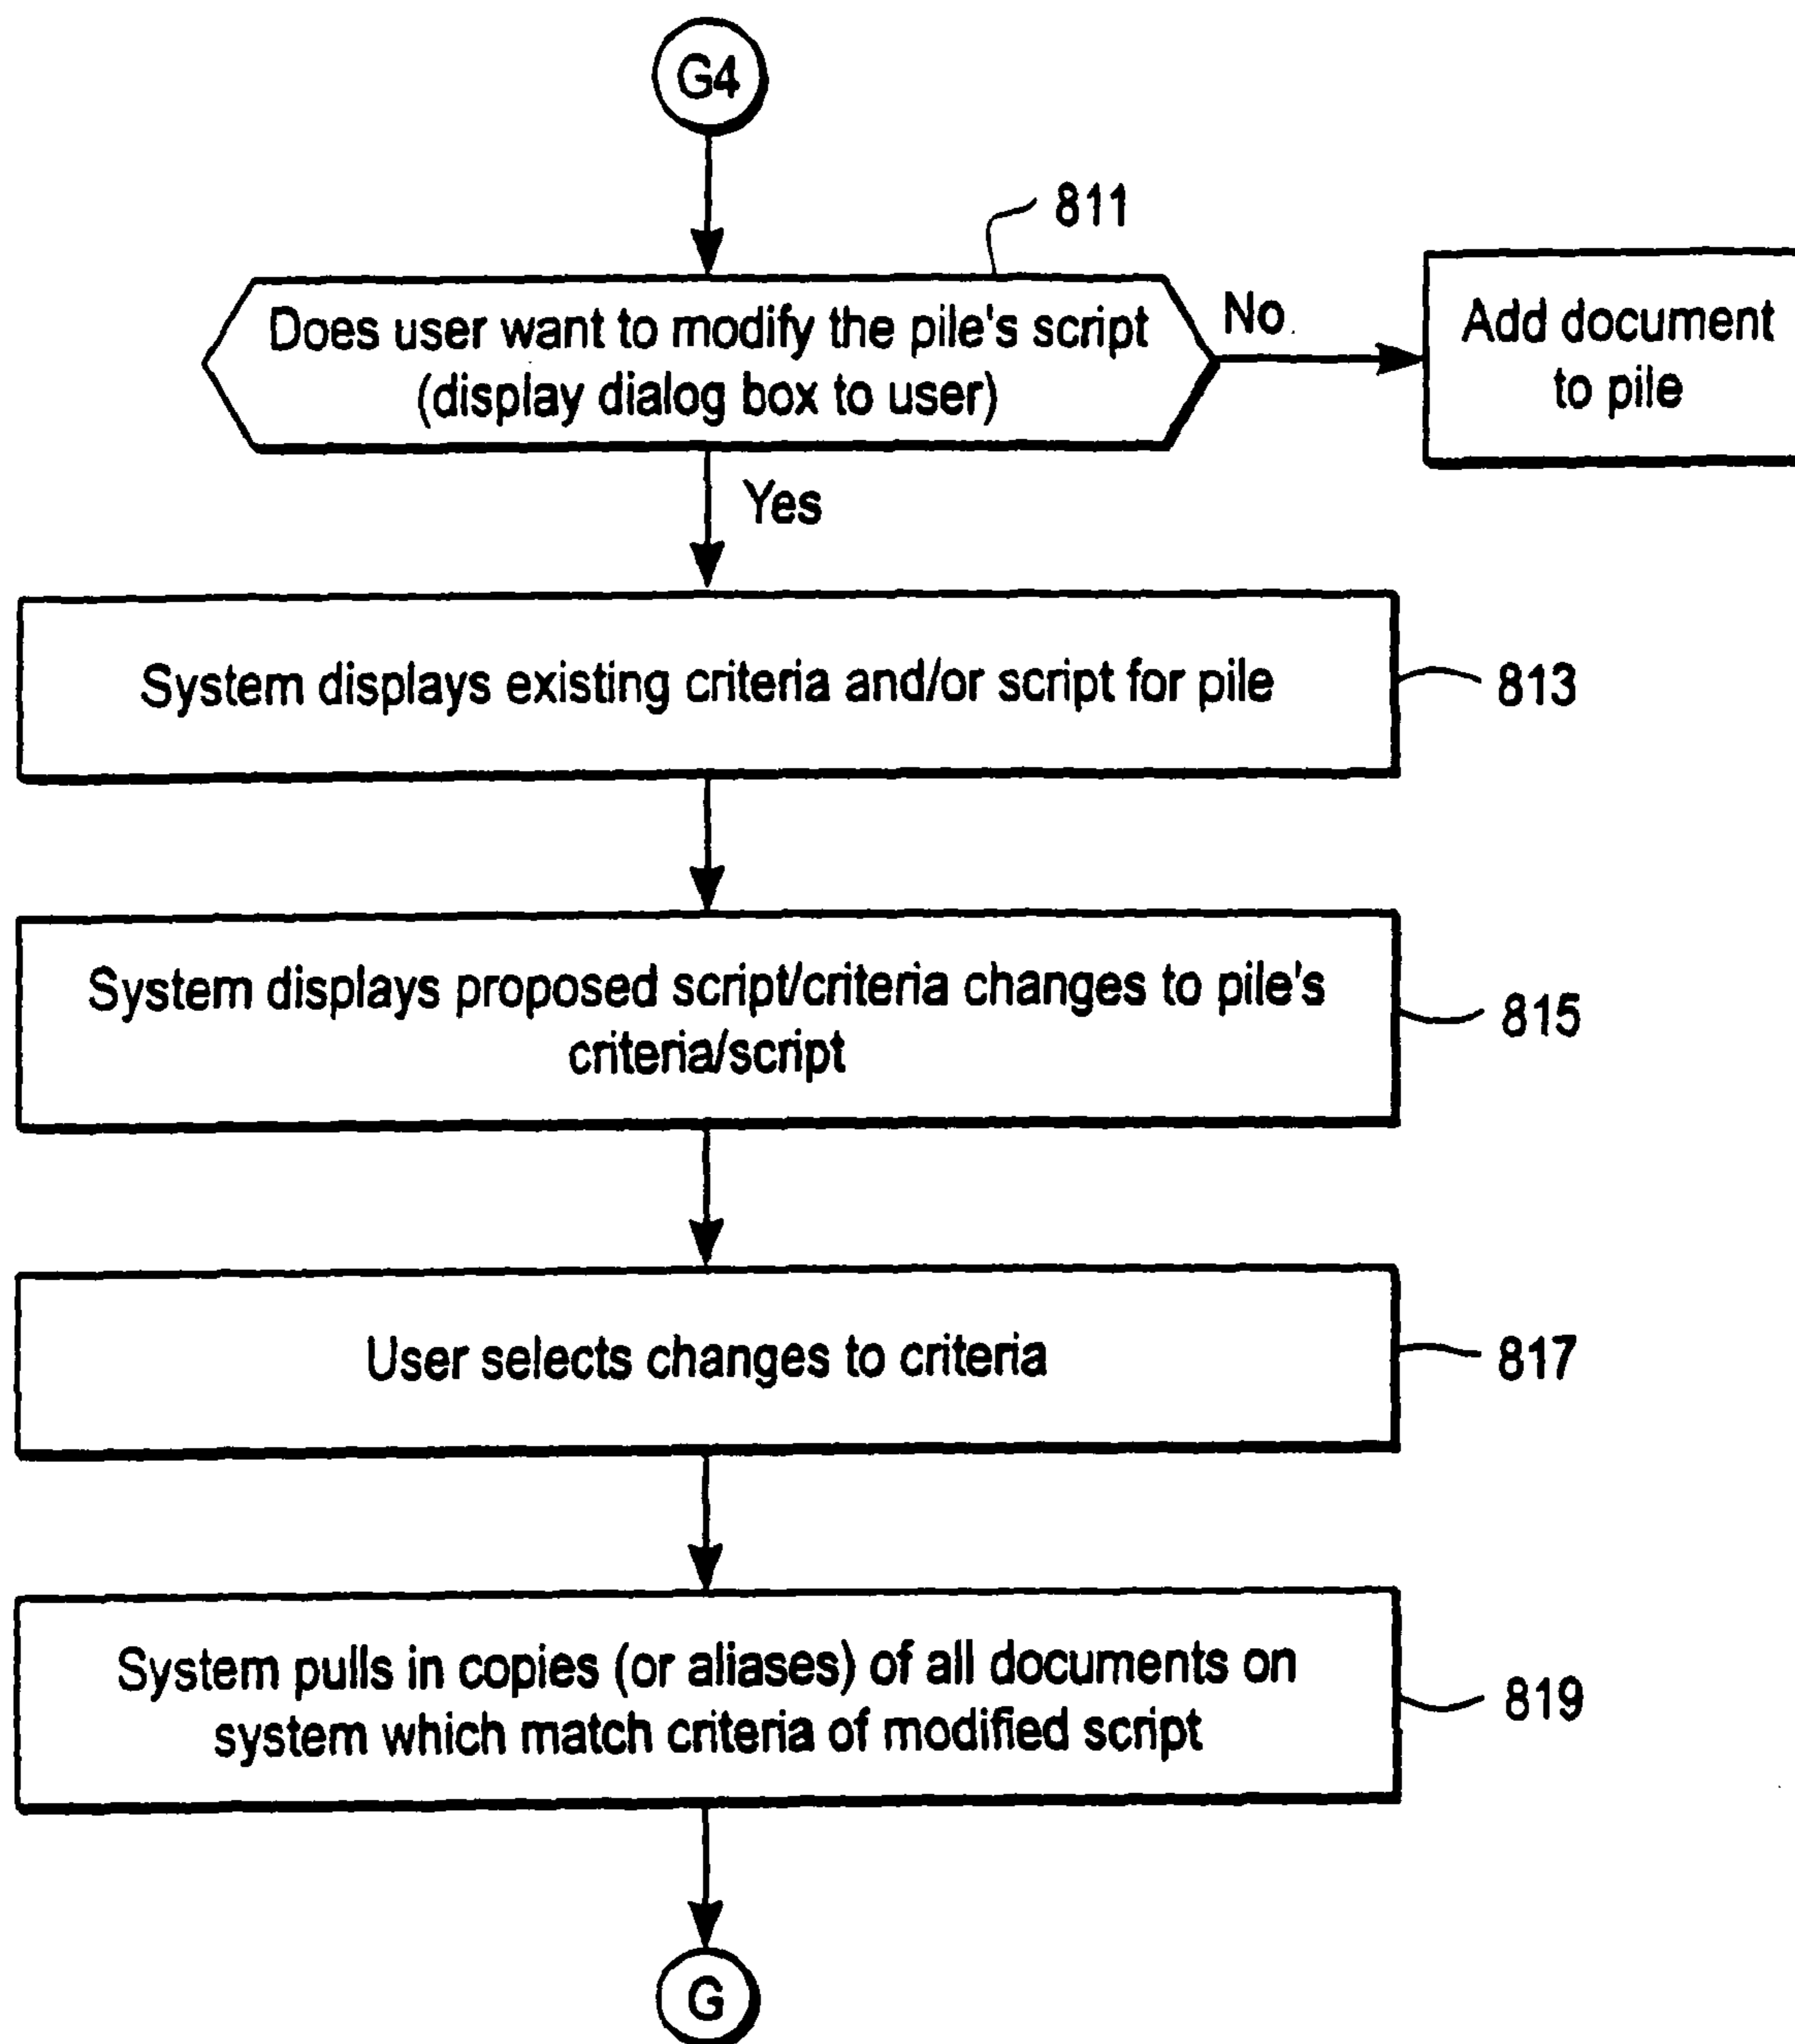 G4
811
Does user want to modify the pile's script
(display dialog box to user)
No
Add document
to pile
Yes
System displays existing criteria and/or script for pile
813
System displays proposed script/criteria changes to pile's
criteria/script
815
User selects changes to criteria
817
System pulls in copies (or aliases) of all documents on
system which match criteria of modified script
819
G